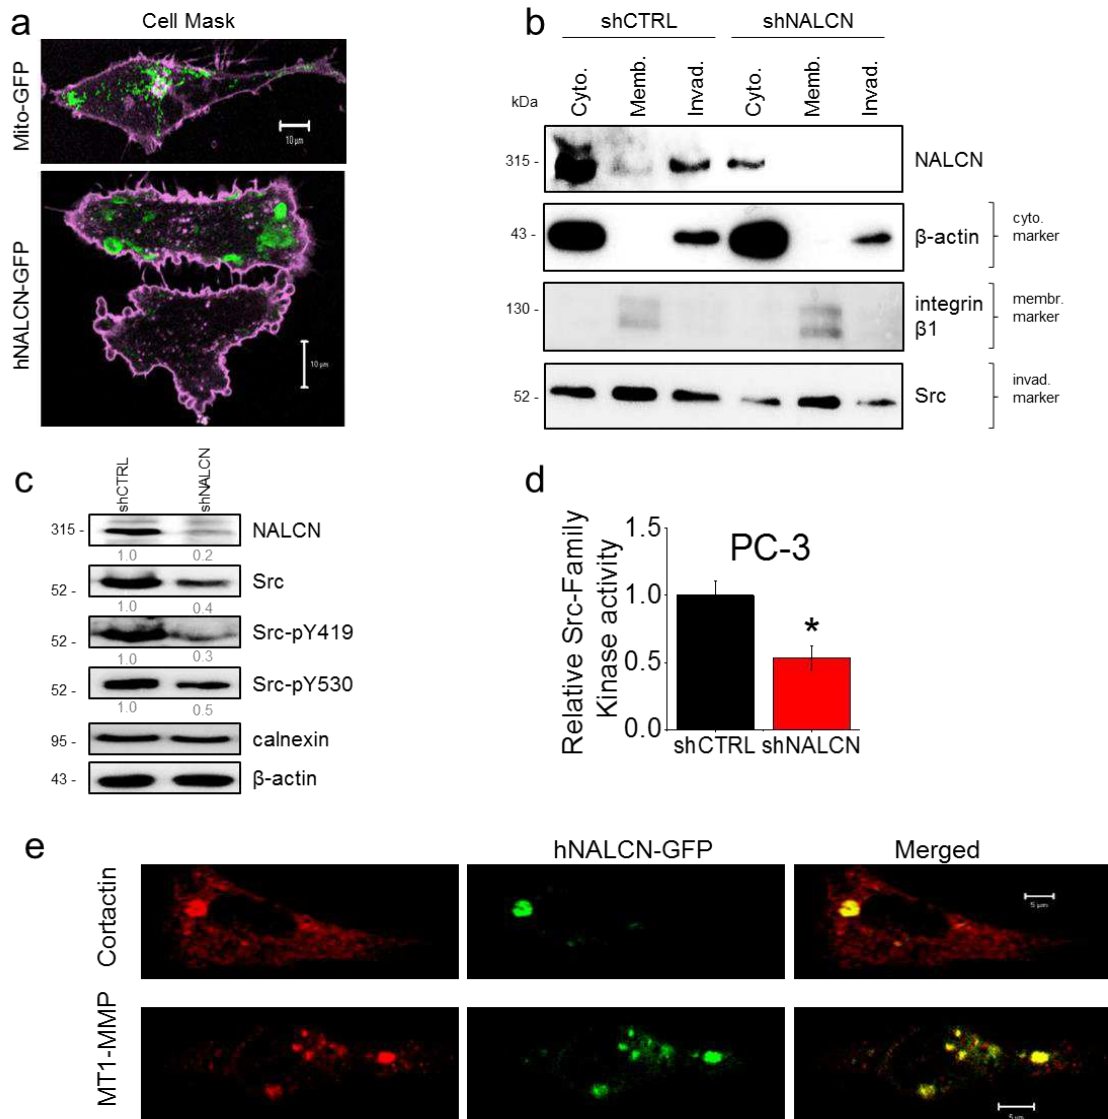 a
Cell Mask
Mito-GFP
10 µm
hNALCN-GFP
10 µm
b
shCTRL
shNALCN
kDa
Cyto.
Memb.
Invad.
Cyto.
Memb.
Invad.
315 -
NALCN
43 -
β-actin
cyto.
marker
130 -
integrin
β1
membr.
marker
52 -
Src
invad.
marker
c
shCTRL
shNALCN
315 -
NALCN
1.0
0.2
52 -
Src
1.0
0.4
52 -
Src-pY419
1.0
0.3
52 -
Src-pY530
1.0
0.5
95 -
calnexin
43 -
β-actin
d
Relative Src-Family
Kinase activity
1.5
1.0
0.5
0.0
PC-3
*
shCTRL
shNALCN
e
hNALCN-GFP
Merged
Cortactin
5 µm
MT1-MMP
5 µm